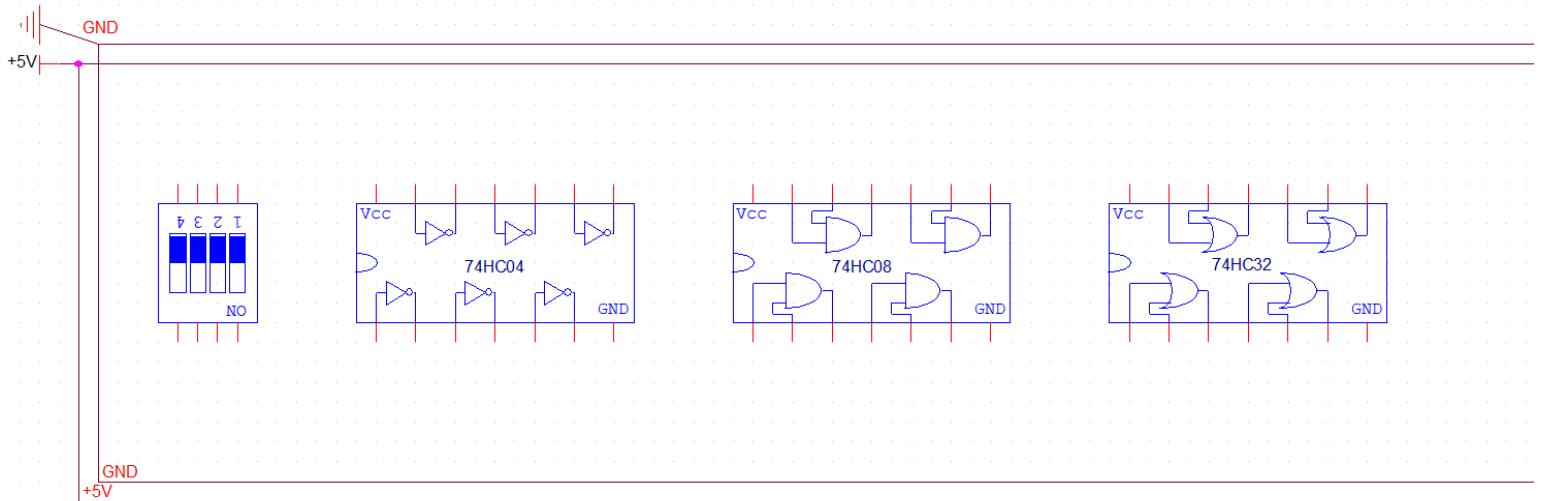 GND
+5V
4 3 2 1
ON
Vcc
74HC04
GND
Vcc
74HC08
GND
Vcc
74HC32
GND
GND
+5V